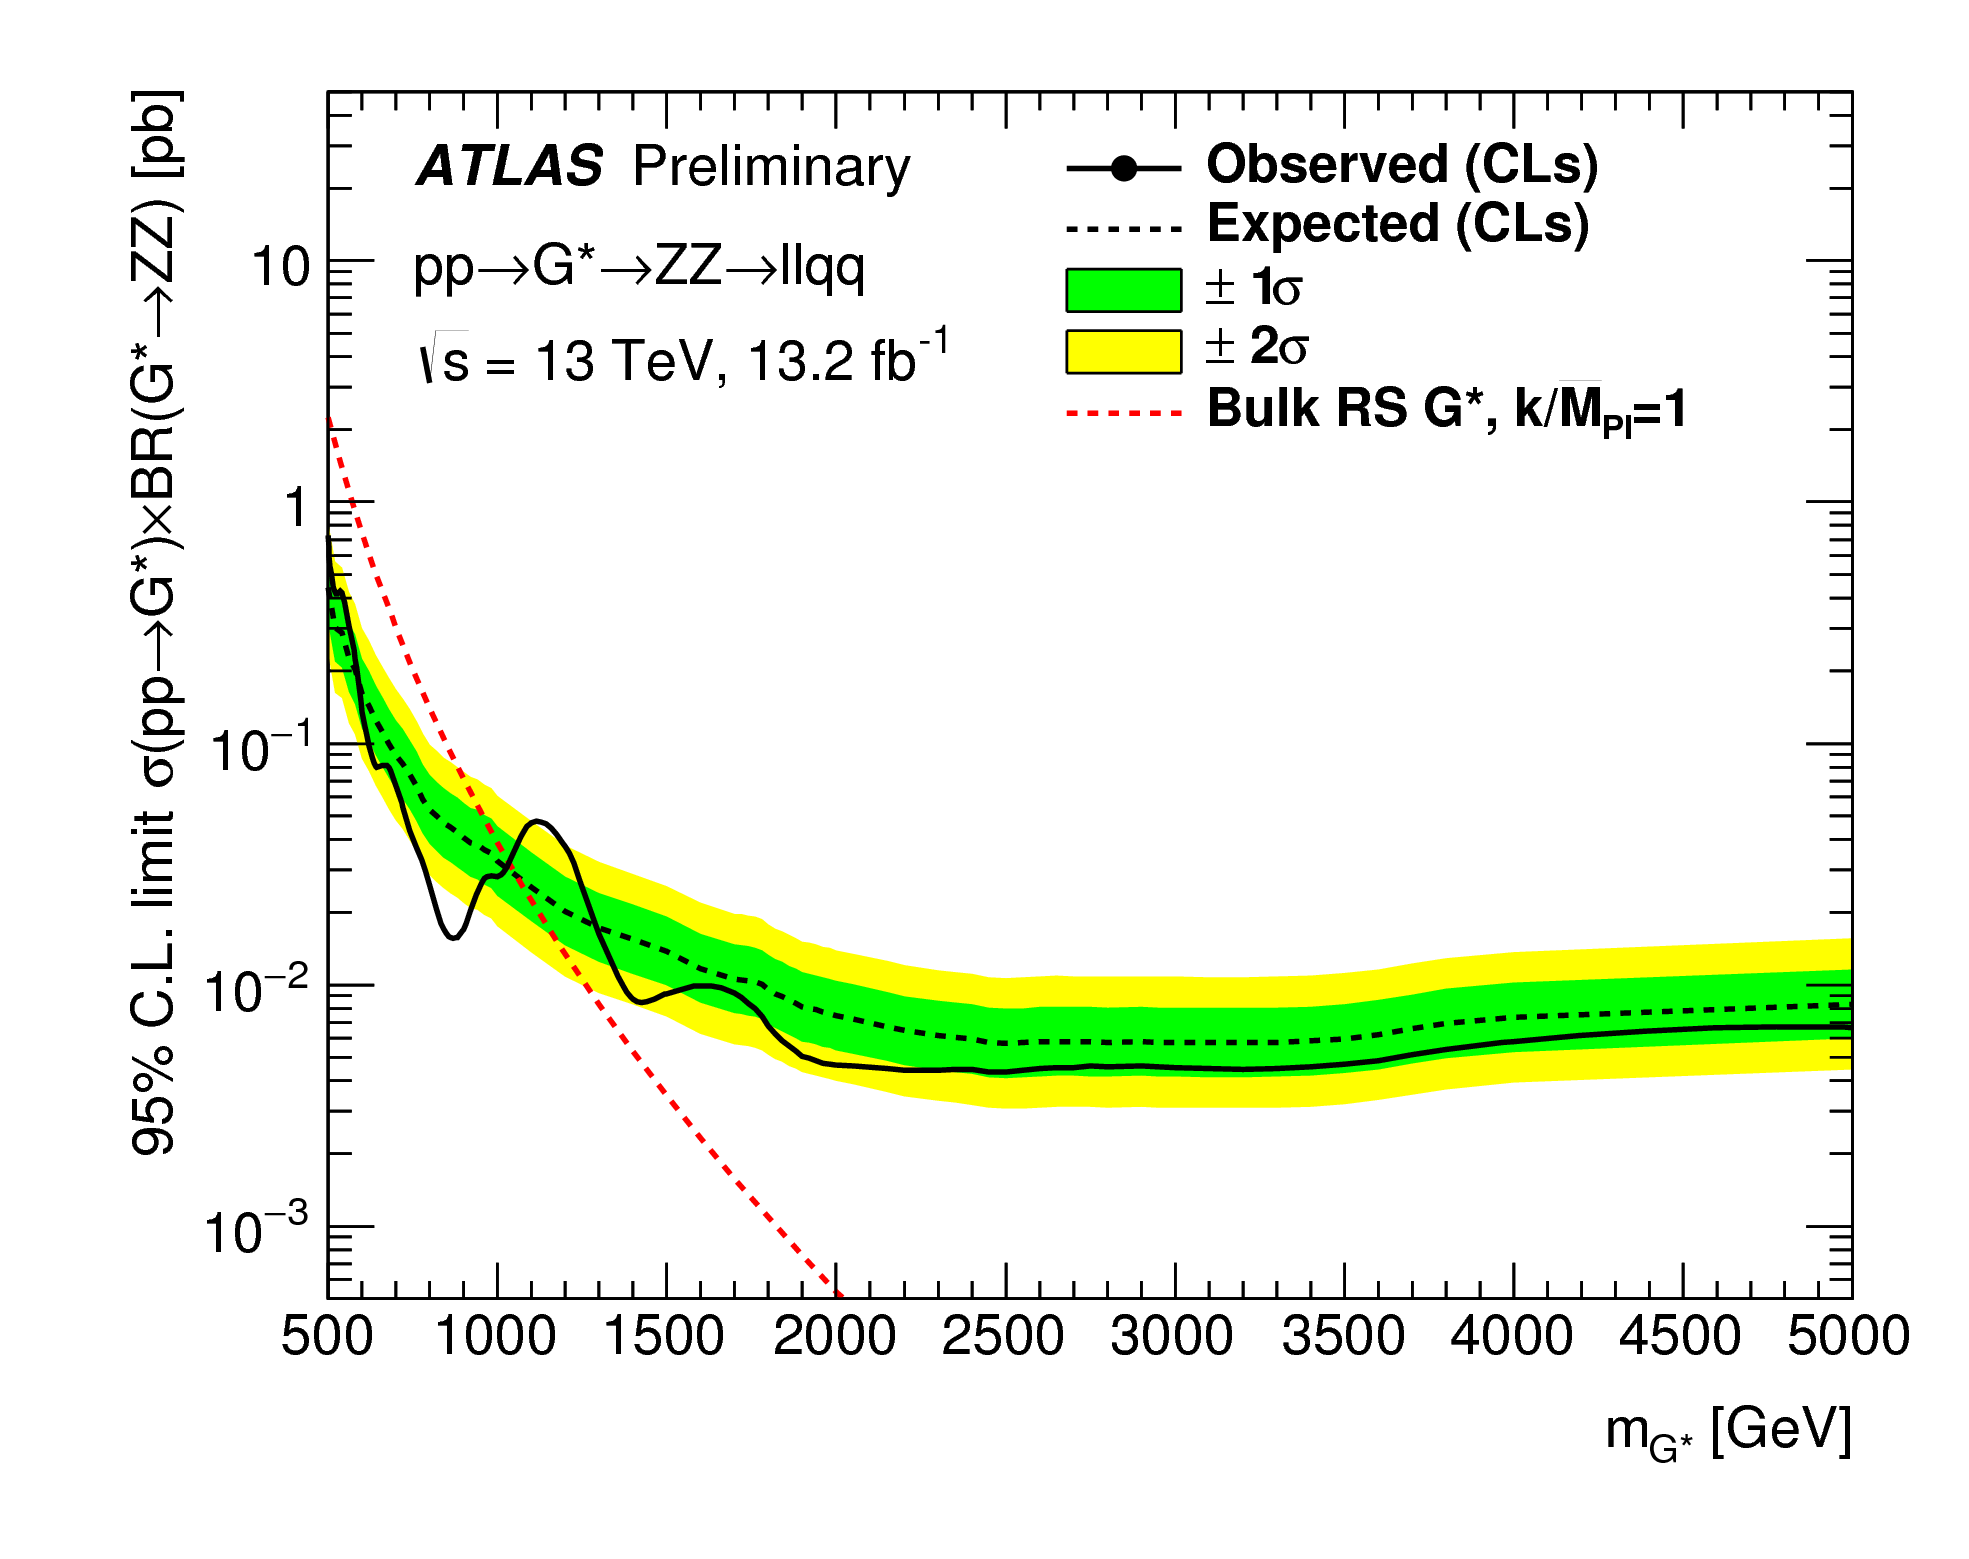 95% C.L. limit σ(pp→G*)×BR(G*→ZZ) [pb]
ATLAS Preliminary
pp→G*→ZZ→llqq
√s = 13 TeV, 13.2 fb⁻¹
Observed (CLs)
Expected (CLs)
± 1σ
± 2σ
Bulk RS G*, k/M̅_Pl=1
10
1
10⁻¹
10⁻²
10⁻³
500 1000 1500 2000 2500 3000 3500 4000 4500 5000
m_G* [GeV]